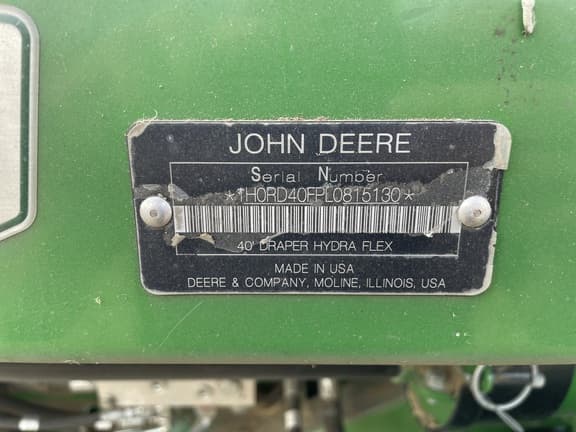 JOHN DEERE
Serial Number
*1H0RD40FPL0815130*
40' DRAPER HYDRA FLEX
MADE IN USA
DEERE & COMPANY, MOLINE, ILLINOIS, USA